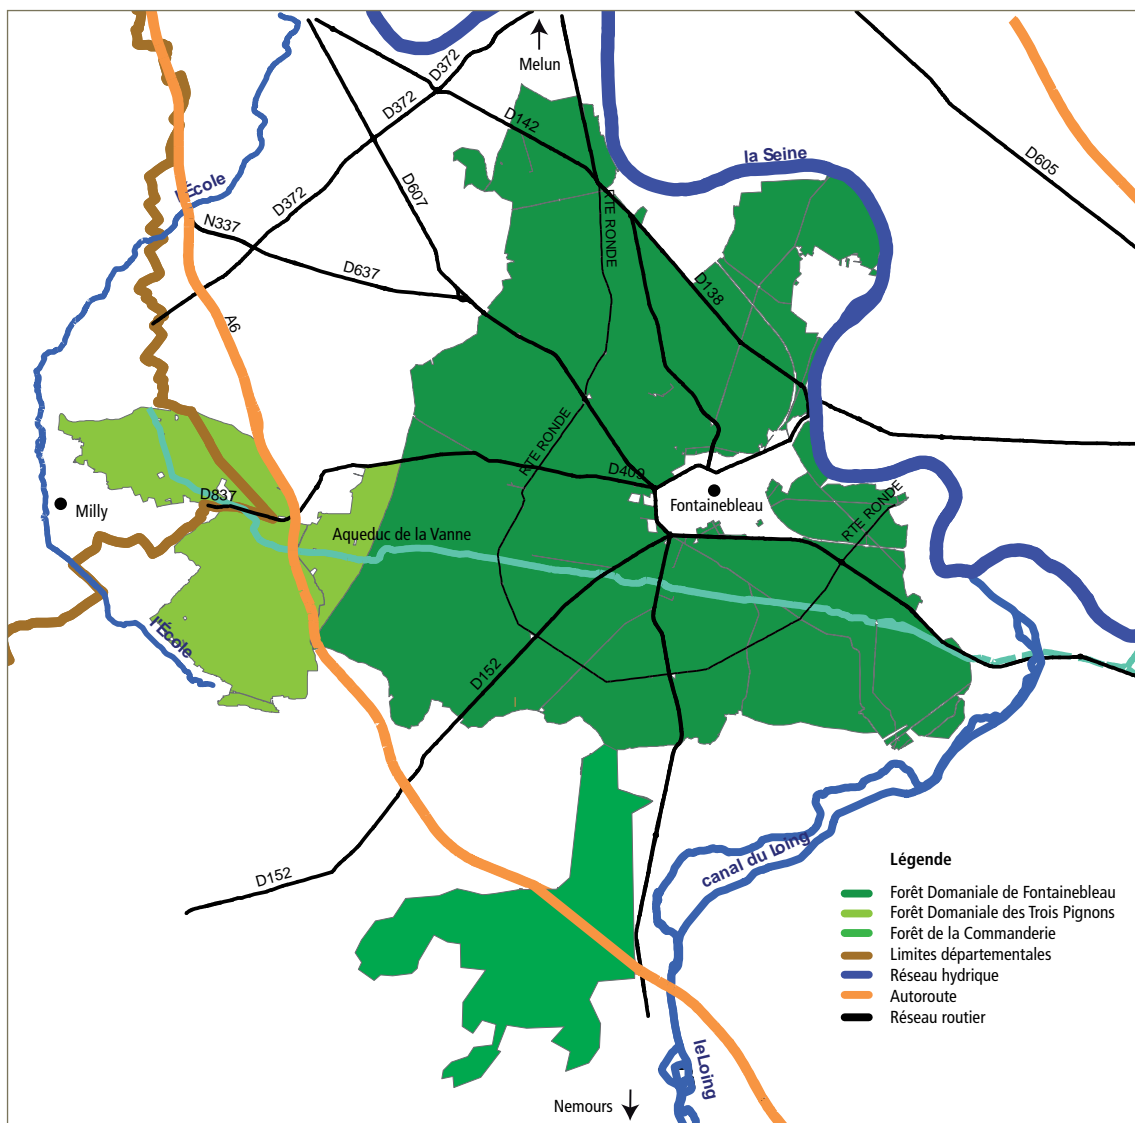 Melun
D372
D372
D142
la Seine
D605
l'École
D372
D607
N337
RTE RONDE
D637
D138
A6
RTE RONDE
D409
D837
Milly
Fontainebleau
RTE RONDE
Aqueduc de la Vanne
l'École
D152
D152
canal du loing
Légende
Forêt Domaniale de Fontainebleau
Forêt Domaniale des Trois Pignons
Forêt de la Commanderie
Limites départementales
Réseau hydrique
Autoroute
Réseau routier
le Loing
Nemours